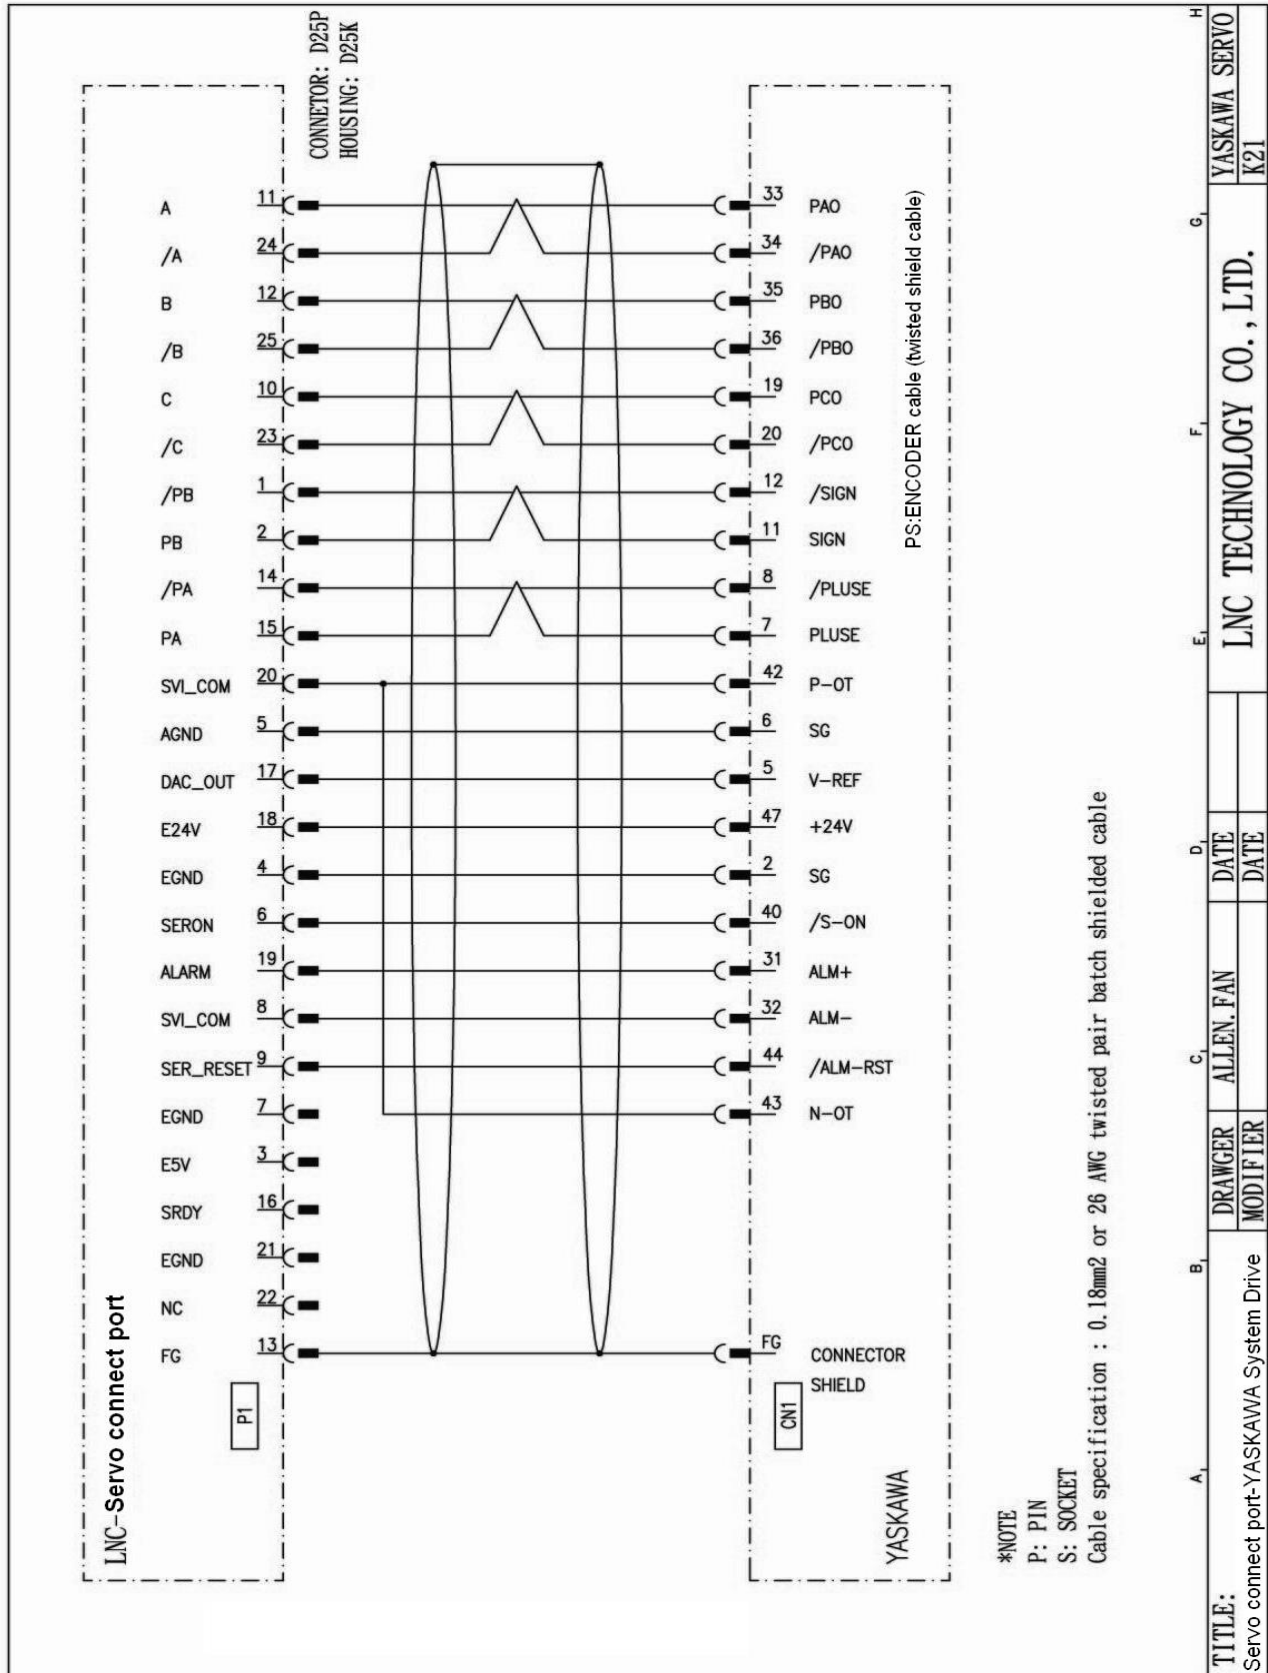 CONNETOR: D25P
HOUSING: D25K
A 11 33 PAO
/A 24 34 /PAO
B 12 35 PBO
/B 25 36 /PBO
C 10 19 PCO
/C 23 20 /PCO
/PB 1 12 /SIGN
PB 2 11 SIGN
/PA 14 8 /PLUSE
PA 15 7 PLUSE
SVI_COM 20 42 P-OT
AGND 5 6 SG
DAC_OUT 17 5 V-REF
E24V 18 47 +24V
EGND 4 2 SG
SERON 6 40 /S-ON
ALARM 19 31 ALM+
SVI_COM 8 32 ALM-
SER_RESET 9 44 /ALM-RST
EGND 7 43 N-OT
E5V 3
SRDY 16
EGND 21
NC 22
FG 13 FG CONNECTOR
SHIELD
LNC-Servo connect port
P1
CN1
YASKAWA
PS:ENCODER cable (twisted shield cable)
*NOTE
P: PIN
S: SOCKET
Cable specification : 0.18mm2 or 26 AWG twisted pair batch shielded cable
A B C D E F G H
TITLE:
Servo connect port-YASKAWA System Drive
DRAWGER ALLEN.FAN DATE
MODIFIER DATE
LNC TECHNOLOGY CO.,LTD.
YASKAWA SERVO
K21